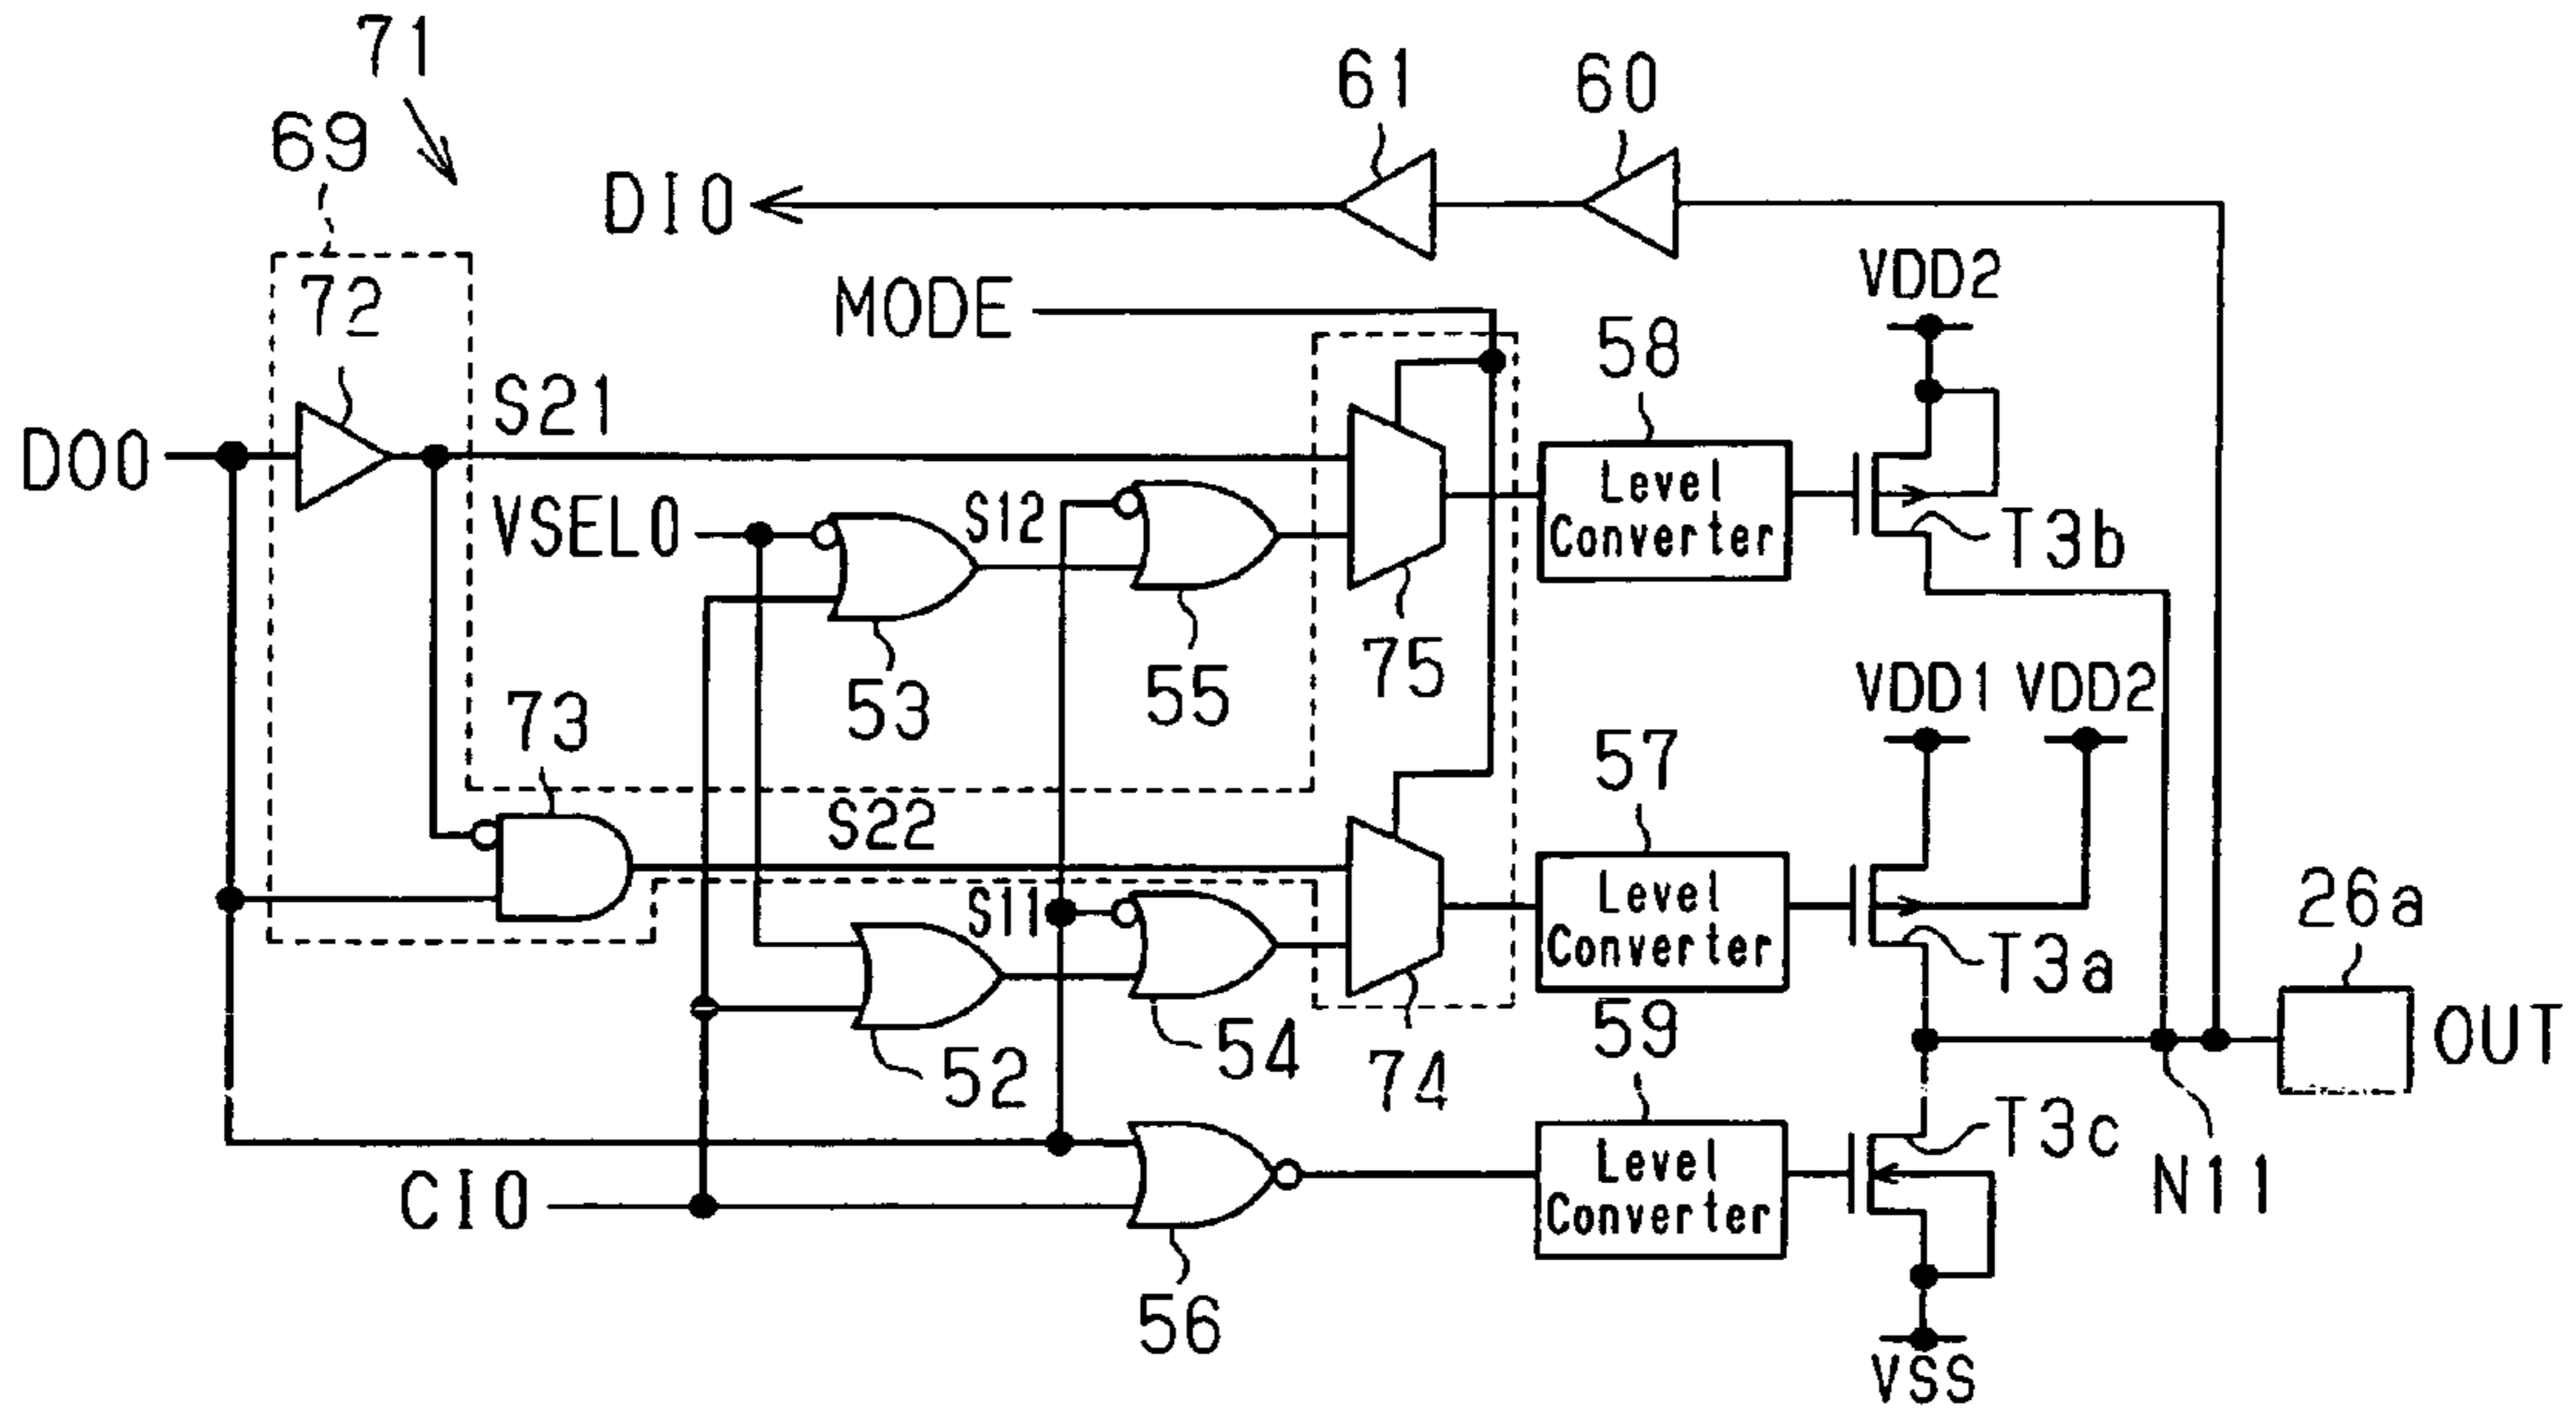 71
61
60
69
DI0
72
MODE
VDD2
58
S21
DO0
Level
Converter
VSEL0
S12
T3b
75
53
55
VDD1
VDD2
73
57
S22
Level
Converter
S11
26a
T3a
OUT
52
54
74
59
T3c
Level
Converter
N11
CI0
56
VSS